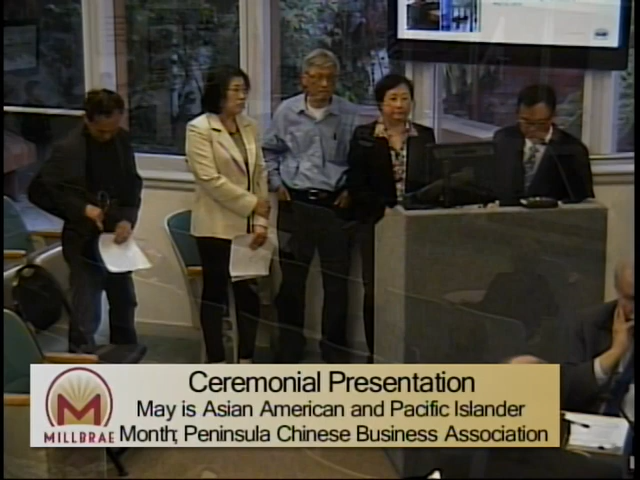 Ceremonial Presentation
May is Asian American and Pacific Islander
Month; Peninsula Chinese Business Association
M
MILLBRAE